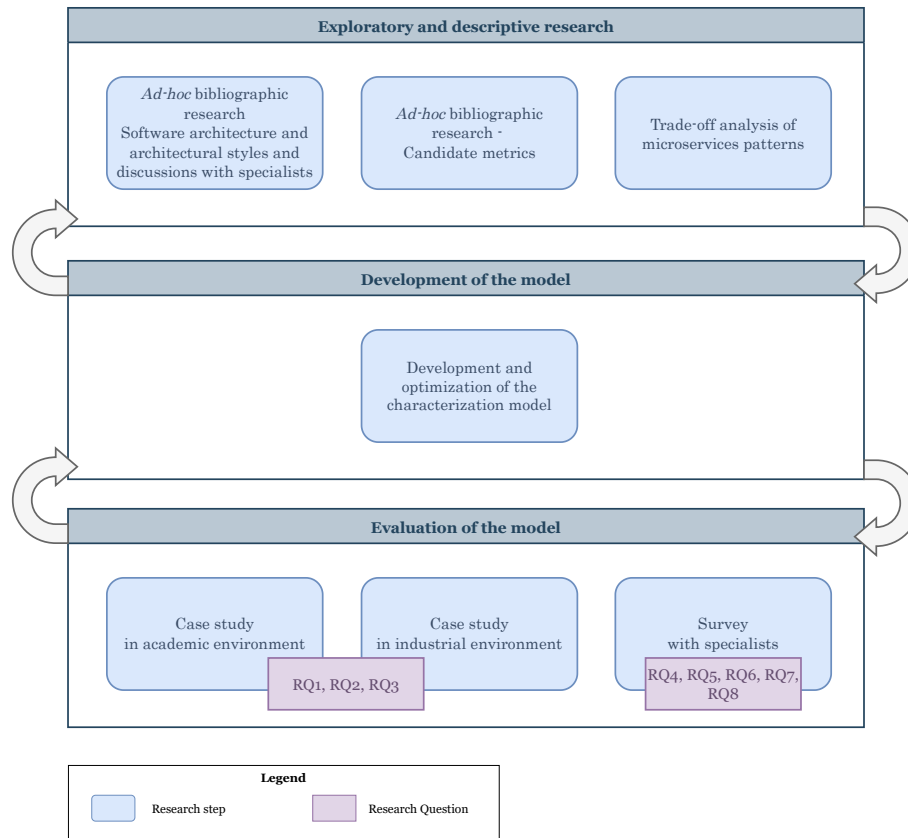 Exploratory and descriptive research
Ad-hoc bibliographic
research
Software architecture and
architectural styles and
discussions with specialists
Ad-hoc bibliographic
research -
Candidate metrics
Trade-off analysis of
microservices patterns
Development of the model
Development and
optimization of the
characterization model
Evaluation of the model
Case study
in academic environment
Case study
in industrial environment
Survey
with specialists
RQ1, RQ2, RQ3
RQ4, RQ5, RQ6, RQ7,
RQ8
Legend
Research step
Research Question